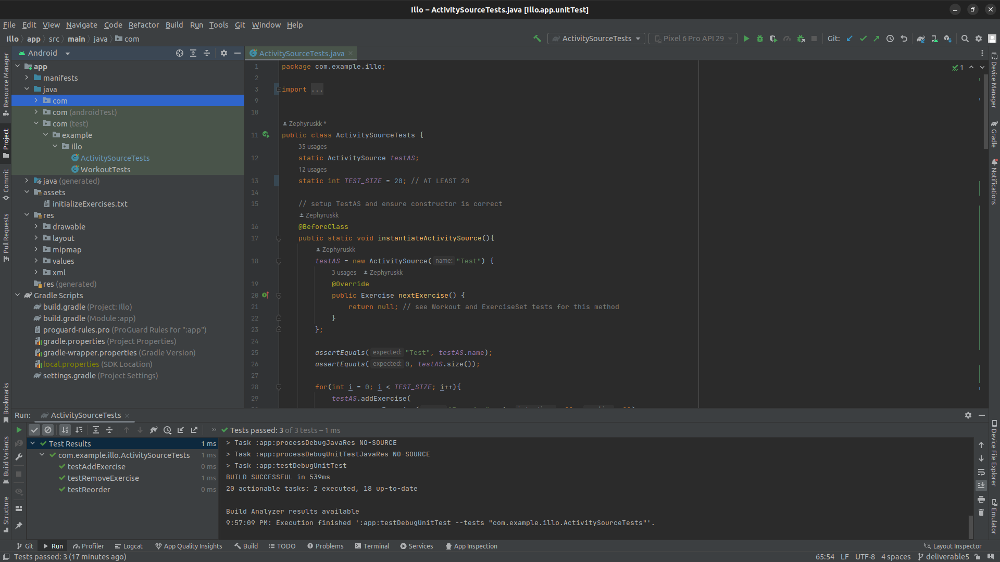 Illo – ActivitySourceTests.java [Illo.app.unitTest]
File Edit View Navigate Code Refactor Build Run Tools Git Window Help
Illo app src main java com
ActivitySourceTests Pixel 6 Pro API 29 Git:
Android
ActivitySourceTests.java
app
manifests
java
com
com (androidTest)
com (test)
example
illo
ActivitySourceTests
WorkoutTests
java (generated)
assets
initializeExercises.txt
res
drawable
layout
mipmap
values
xml
res (generated)
Gradle Scripts
build.gradle (Project: Illo)
build.gradle (Module :app)
proguard-rules.pro (ProGuard Rules for ":app")
gradle.properties (Project Properties)
gradle-wrapper.properties (Gradle Version)
local.properties (SDK Location)
settings.gradle (Project Settings)
Resource Manager
Project
Commit
Pull Requests
Bookmarks
Build Variants
Structure
1 package com.example.illo;
2
3 import ...
9
10
Zephyruskk *
11 public class ActivitySourceTests {
35 usages
12 static ActivitySource testAS;
12 usages
13 static int TEST_SIZE = 20; // AT LEAST 20
14
15 // setup TestAS and ensure constructor is correct
Zephyruskk
16 @BeforeClass
17 public static void instantiateActivitySource(){
Zephyruskk
18 testAS = new ActivitySource( name: "Test") {
3 usages Zephyruskk
19 @Override
20 public Exercise nextExercise() {
21 return null; // see Workout and ExerciseSet tests for this method
22 }
23 };
24
25 assertEquals( expected: "Test", testAS.name);
26 assertEquals( expected: 0, testAS.size());
27
28 for(int i = 0; i < TEST_SIZE; i++){
29 testAS.addExercise(
1
Device Manager
Gradle
Notifications
Device File Explorer
Emulator
Run: ActivitySourceTests
Tests passed: 3 of 3 tests – 1 ms
Test Results 1 ms
com.example.illo.ActivitySourceTests 1 ms
testAddExercise 0 ms
testRemoveExercise 1 ms
testReorder 0 ms
> Task :app:processDebugJavaRes NO-SOURCE
> Task :app:processDebugUnitTestJavaRes NO-SOURCE
> Task :app:testDebugUnitTest
BUILD SUCCESSFUL in 539ms
20 actionable tasks: 2 executed, 18 up-to-date
Build Analyzer results available
9:57:09 PM: Execution finished ':app:testDebugUnitTest --tests "com.example.illo.ActivitySourceTests"'.
Git Run Profiler Logcat App Quality Insights Build TODO Problems Terminal Services App Inspection Layout Inspector
Tests passed: 3 (17 minutes ago) 65:54 LF UTF-8 4 spaces deliverable5